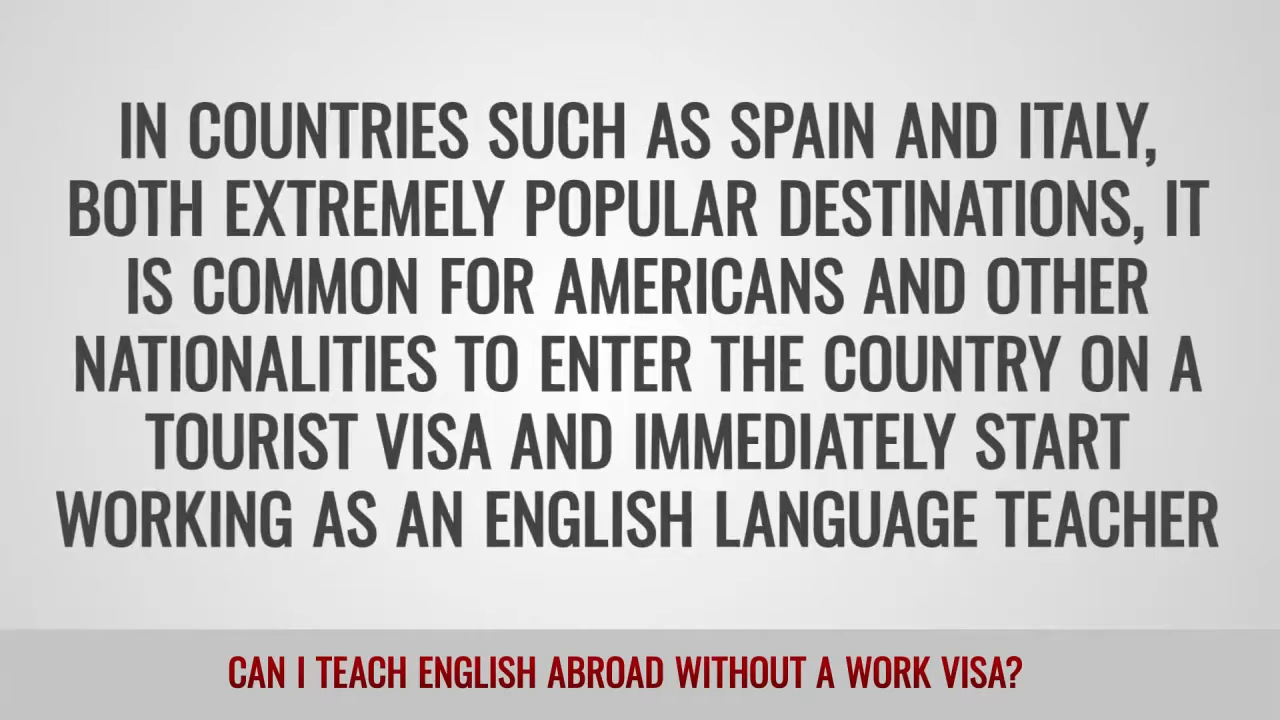 IN COUNTRIES SUCH AS SPAIN AND ITALY,
BOTH EXTREMELY POPULAR DESTINATIONS, IT
IS COMMON FOR AMERICANS AND OTHER
NATIONALITIES TO ENTER THE COUNTRY ON A
TOURIST VISA AND IMMEDIATELY START
WORKING AS AN ENGLISH LANGUAGE TEACHER
CAN I TEACH ENGLISH ABROAD WITHOUT A WORK VISA?